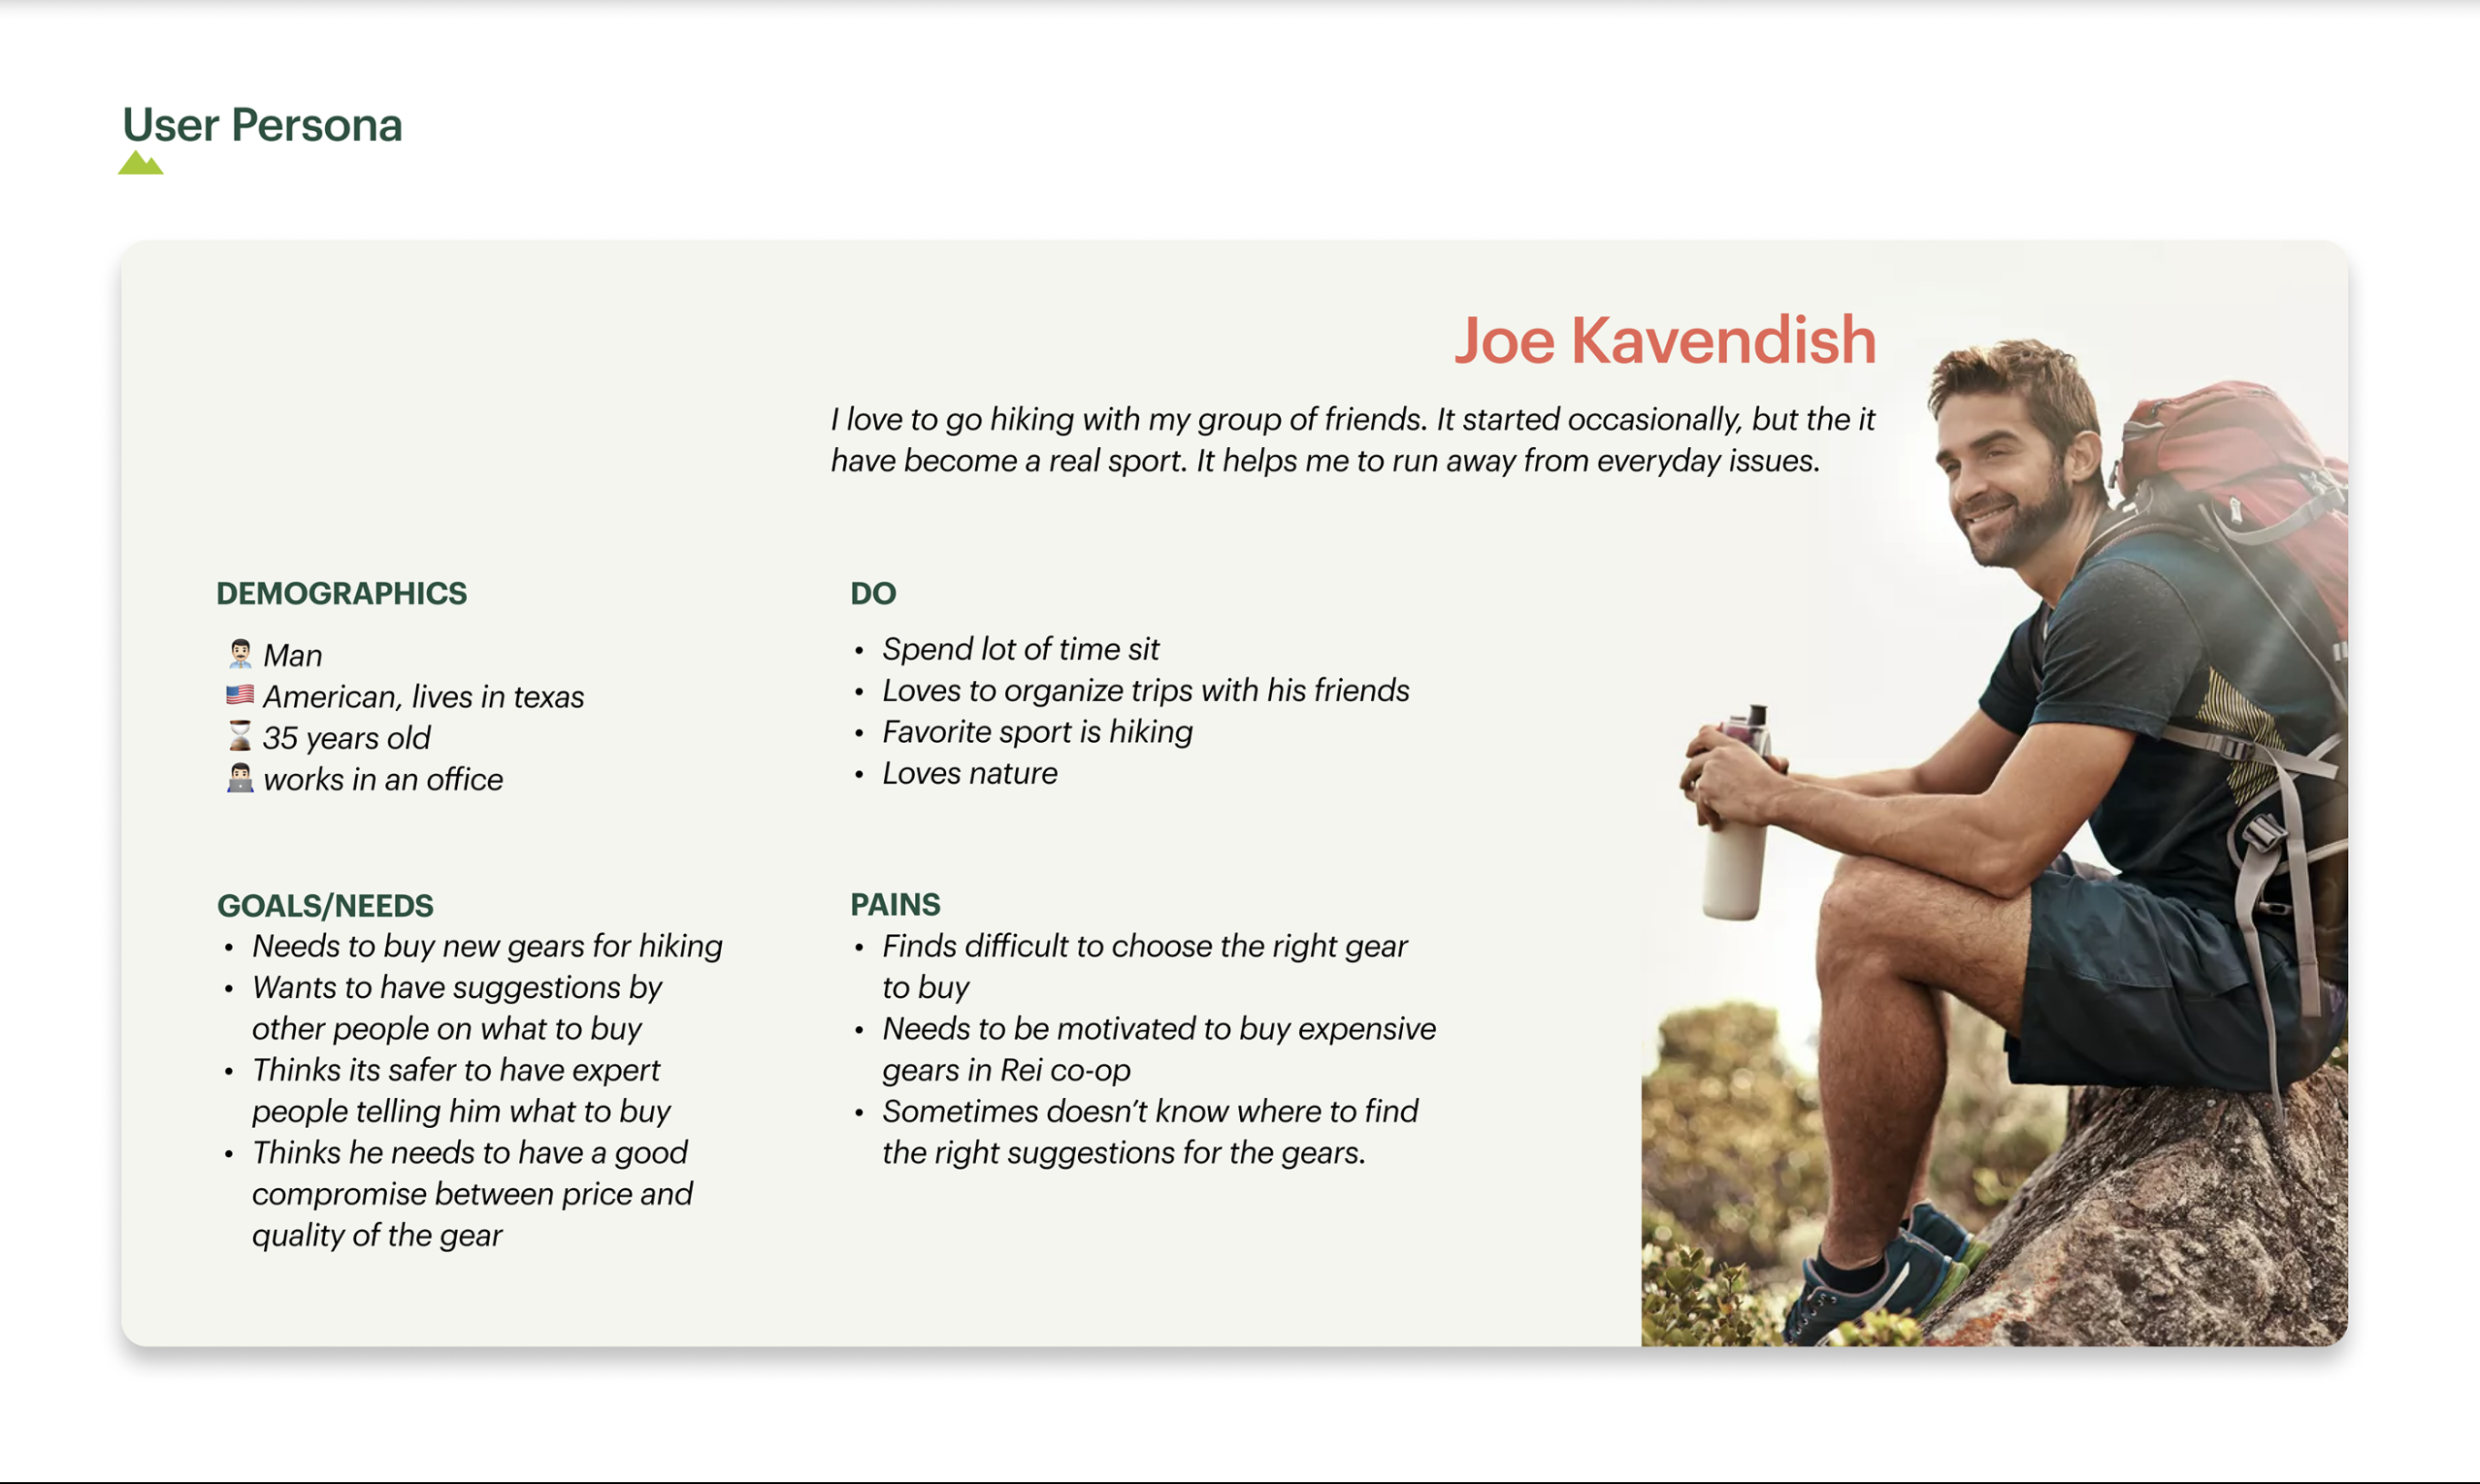 User Persona
Joe Kavendish
I love to go hiking with my group of friends. It started occasionally, but the it
have become a real sport. It helps me to run away from everyday issues.
DEMOGRAPHICS
Man
American, lives in texas
35 years old
works in an office
DO
• Spend lot of time sit
• Loves to organize trips with his friends
• Favorite sport is hiking
• Loves nature
GOALS/NEEDS
• Needs to buy new gears for hiking
• Wants to have suggestions by
other people on what to buy
• Thinks its safer to have expert
people telling him what to buy
• Thinks he needs to have a good
compromise between price and
quality of the gear
PAINS
• Finds difficult to choose the right gear
to buy
• Needs to be motivated to buy expensive
gears in Rei co-op
• Sometimes doesn’t know where to find
the right suggestions for the gears.